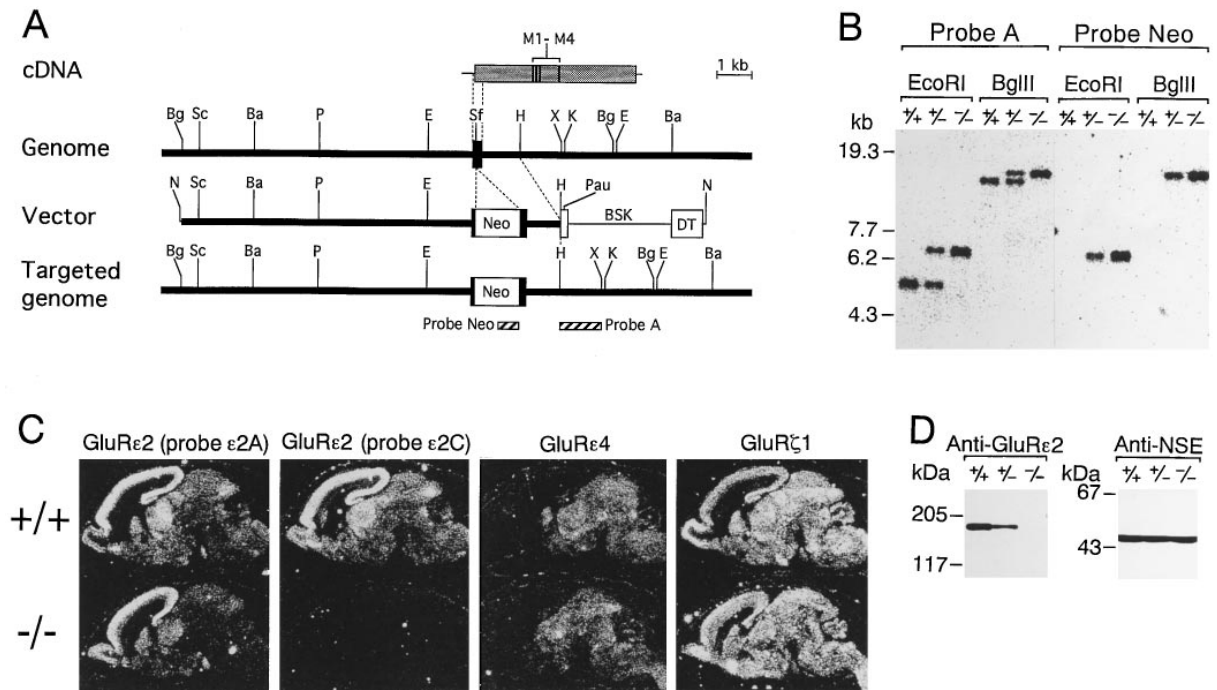 A
cDNA
M1- M4
1 kb
Bg Sc Ba P E Sf H X K Bg E Ba
Genome
N Sc Ba P E H Pau N
Vector
Neo BSK DT
Bg Sc Ba P E H X K Bg E Ba
Targeted
genome
Neo
Probe Neo Probe A
B
Probe A Probe Neo
EcoRI BglII EcoRI BglII
kb +/+ +/- -/- +/+ +/- -/- +/+ +/- -/- +/+ +/- -/-
19.3
7.7
6.2
4.3
C
GluRε2 (probe ε2A) GluRε2 (probe ε2C) GluRε4 GluRζ1
+/+
-/-
D
Anti-GluRε2 Anti-NSE
kDa +/+ +/- -/- kDa +/+ +/- -/-
205
117
67
43